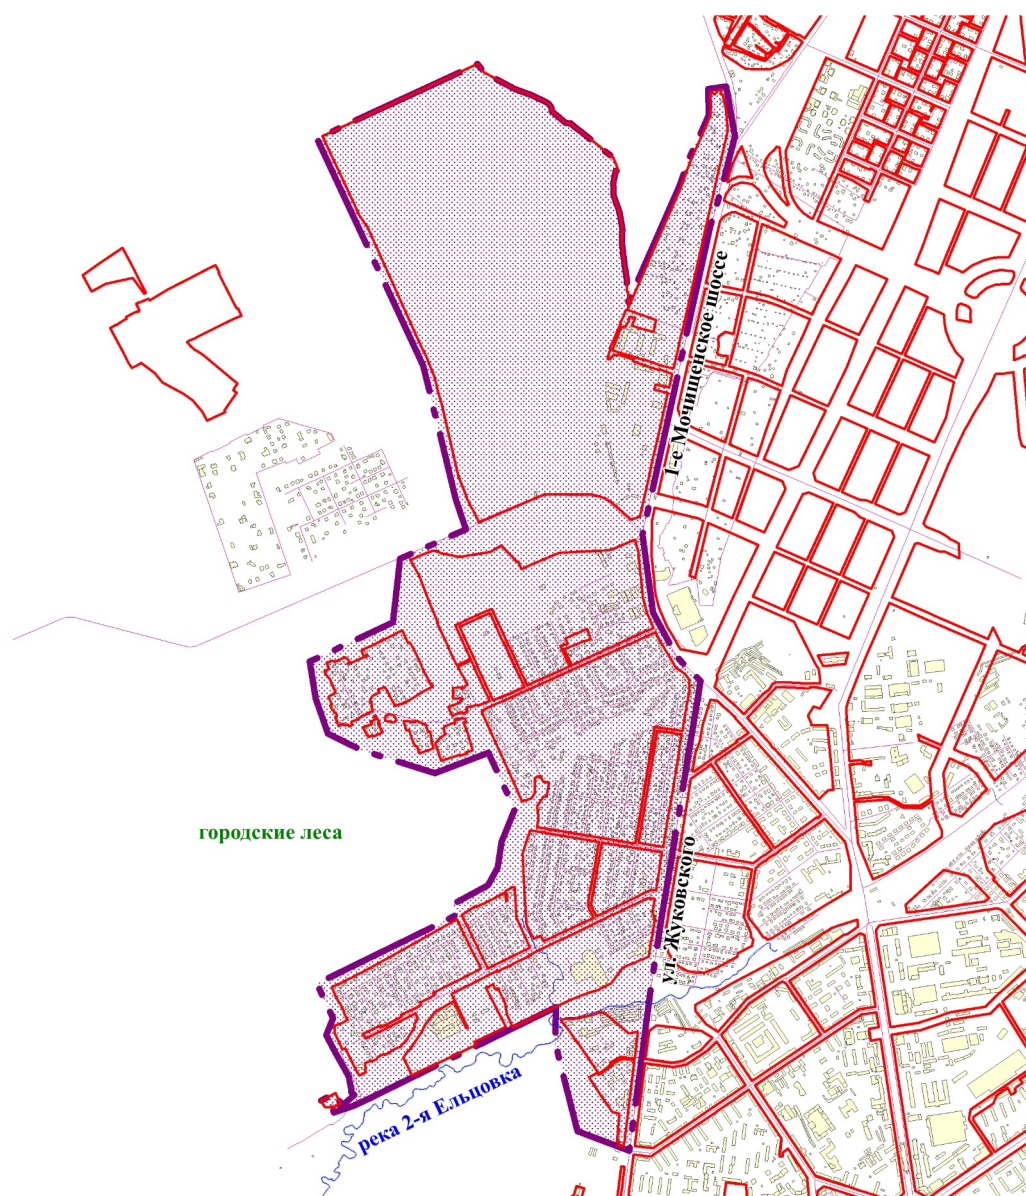 1-е Мочищенское шоссе
городские леса
ул. Жуковского
река 2-я Ельцовка